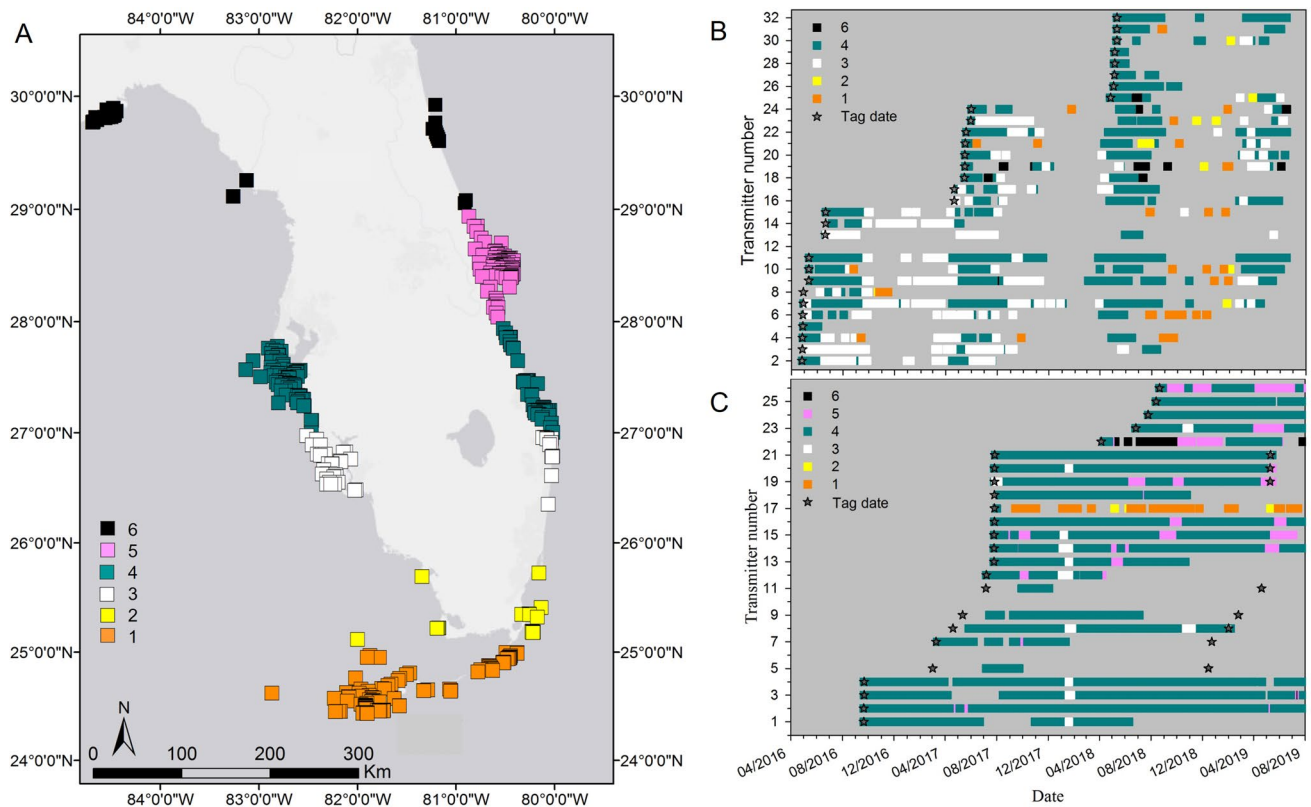 A
84°0'0"W 83°0'0"W 82°0'0"W 81°0'0"W 80°0'0"W
30°0'0"N 30°0'0"N
29°0'0"N 29°0'0"N
28°0'0"N 28°0'0"N
27°0'0"N 27°0'0"N
26°0'0"N 26°0'0"N
25°0'0"N 25°0'0"N
24°0'0"N 24°0'0"N
6
5
4
3
2
1
N
0 100 200 300
Km
84°0'0"W 83°0'0"W 82°0'0"W 81°0'0"W 80°0'0"W
B
Transmitter number
32
30
28
26
24
22
20
18
16
14
12
10
8
6
4
2
6
4
3
2
1
Tag date
C
Transmitter number
25
23
21
19
17
15
13
11
9
7
5
3
1
6
5
4
3
2
1
Tag date
04/2016 08/2016 12/2016 04/2017 08/2017 12/2017 04/2018 08/2018 12/2018 04/2019 08/2019
Date